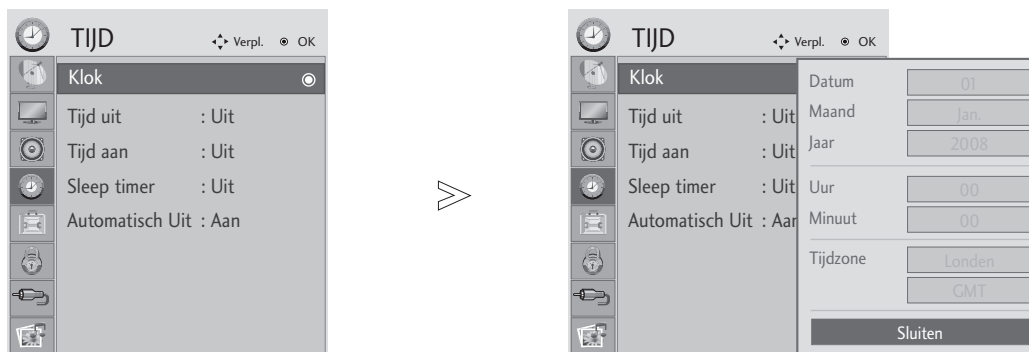 TIJD Verpl. OK
Klok
Tijd uit : Uit
Tijd aan : Uit
Sleep timer : Uit
Automatisch Uit : Aan
>
TIJD Verpl. OK
Klok
Tijd uit : Uit
Tijd aan : Uit
Sleep timer : Uit
Automatisch Uit : Aan
Datum 01
Maand Jan.
Jaar 2008
Uur 00
Minuut 00
Tijdzone Londen
GMT
Sluiten